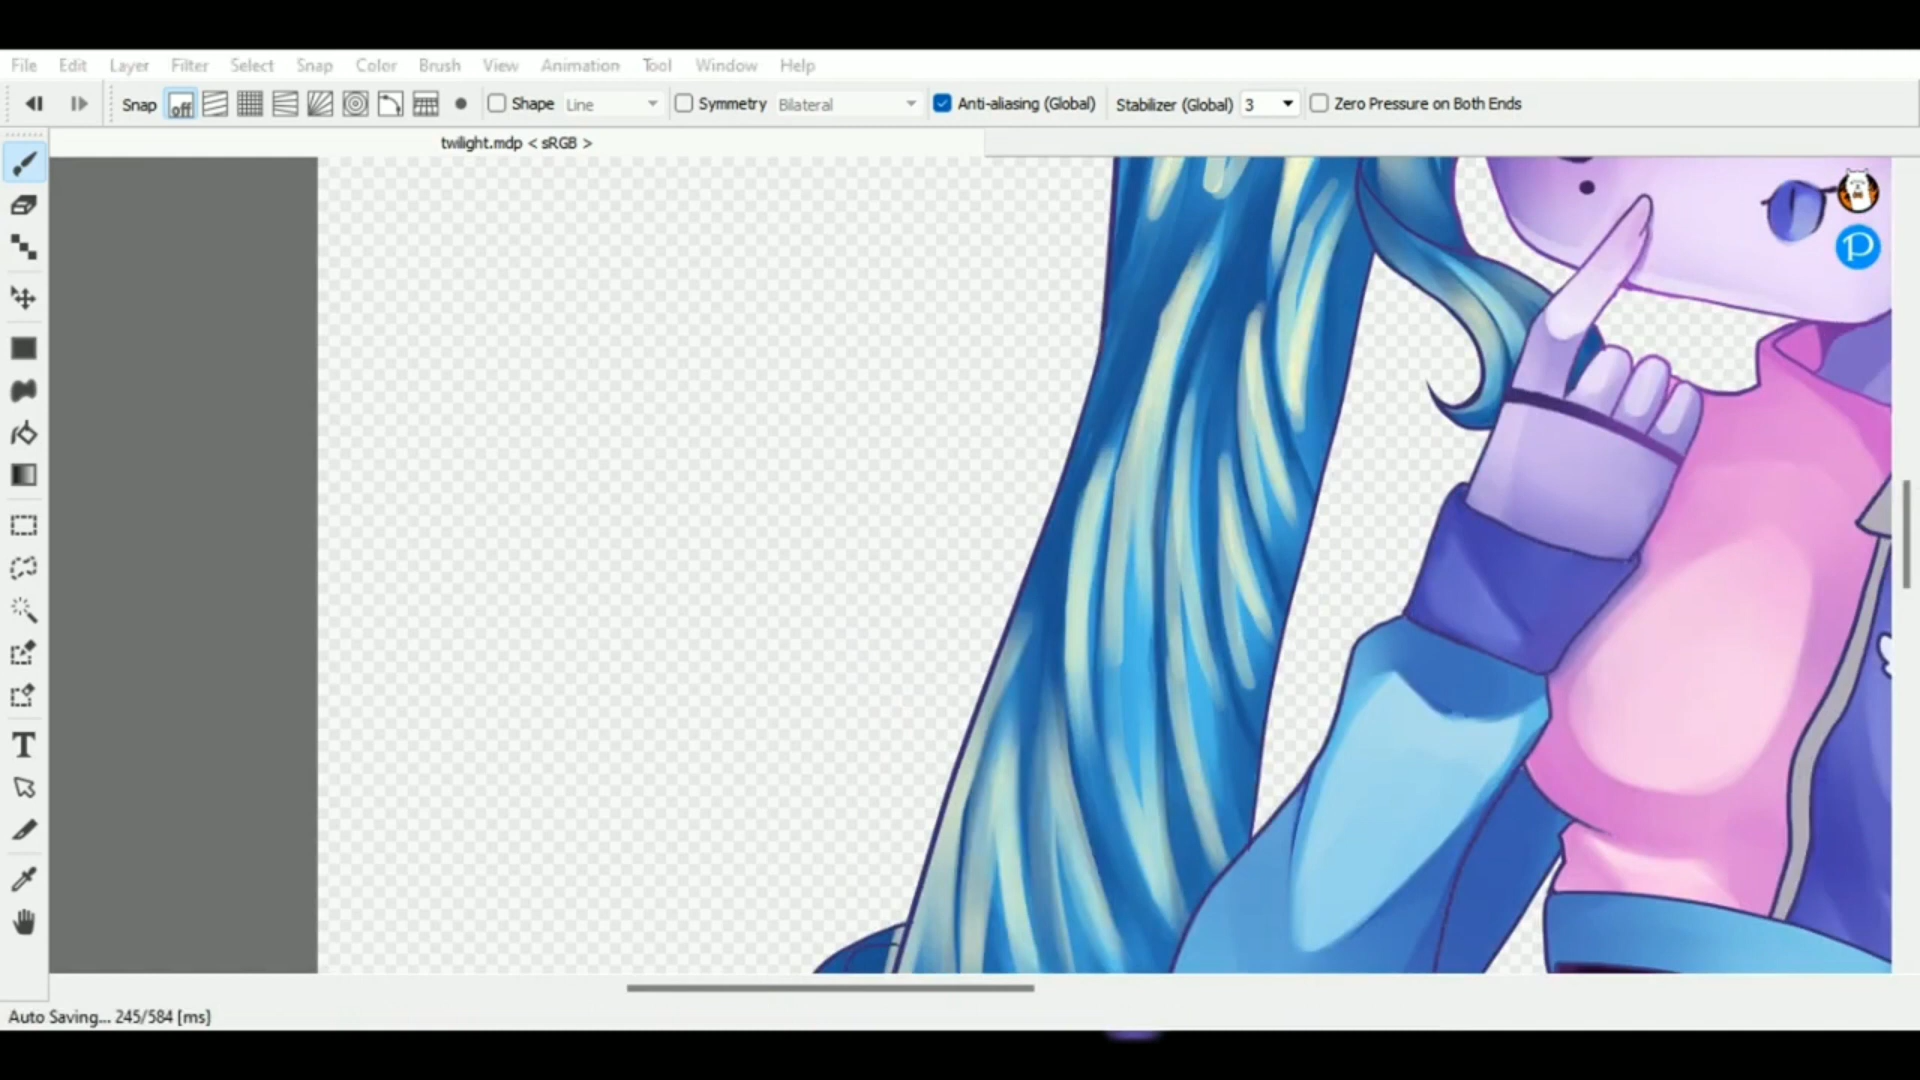 File Edit Layer Filter Select Snap Color Brush View Animation Tool Window Help
Snap off Shape Line Symmetry Bilateral Anti-aliasing (Global) Stabilizer (Global) 3 Zero Pressure on Both Ends
twilight.mdp < sRGB >
P
T
Auto Saving... 245/584 [ms]